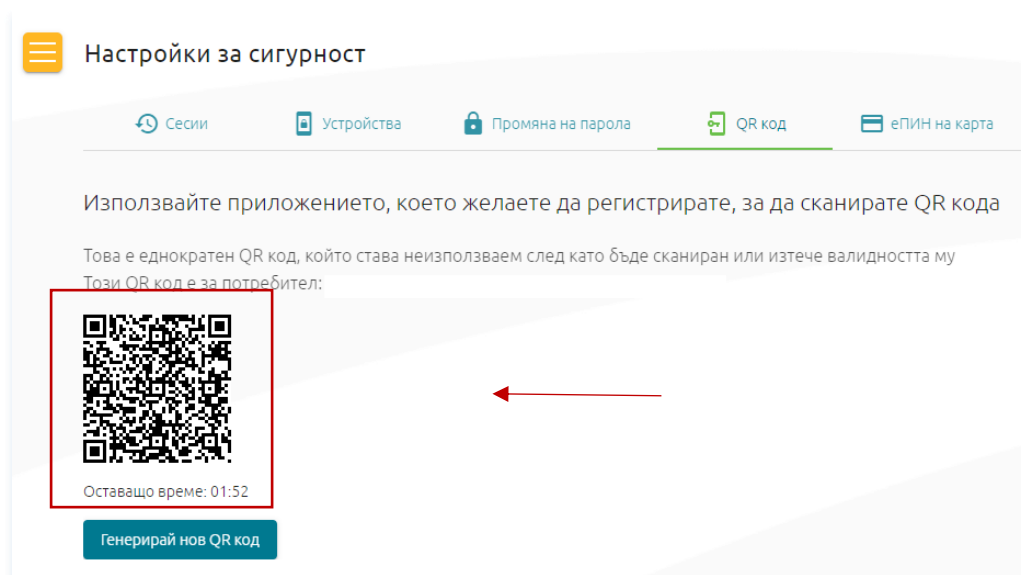 Настройки за сигурност
Сесии
Устройства
Промяна на парола
QR код
еПИН на карта
Използвайте приложението, което желаете да регистрирате, за да сканирате QR кода
Това е еднократен QR код, който става неизползваем след като бъде сканиран или изтече валидността му
Този QR код е за потребител:
Оставащо време: 01:52
Генерирай нов QR код